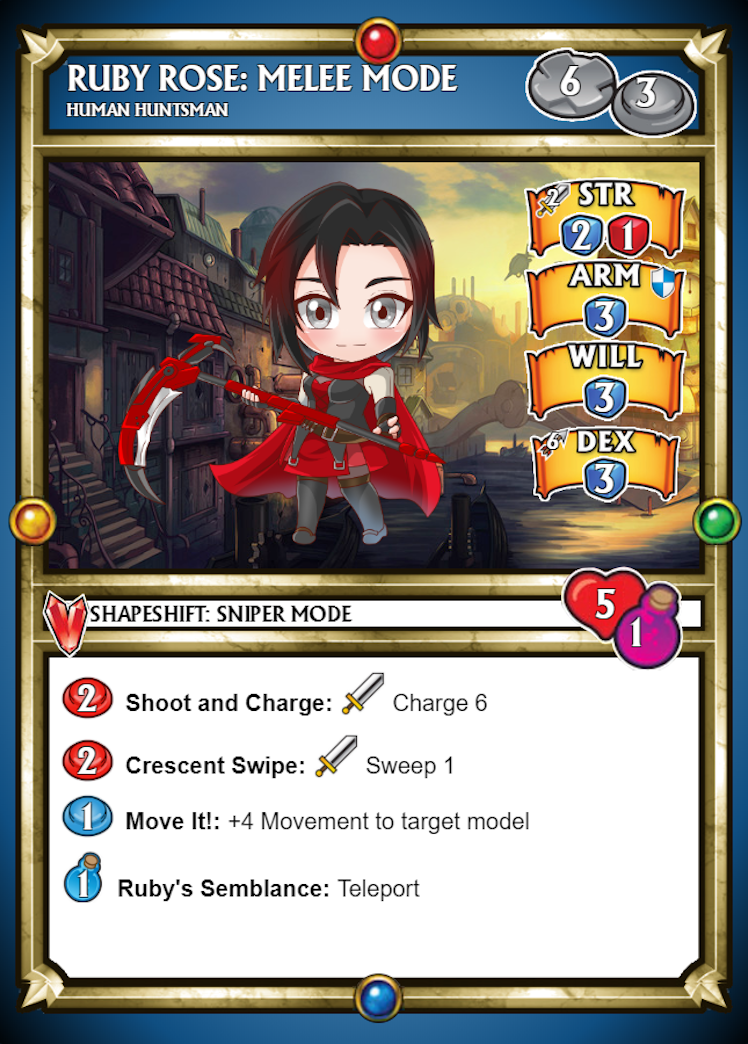 RUBY ROSE: MELEE MODE
HUMAN HUNTSMAN
6 3
2 STR
2 1
ARM
3
WILL
3
6 DEX
3
SHAPESHIFT: SNIPER MODE
5 1
2 Shoot and Charge: Charge 6
2 Crescent Swipe: Sweep 1
1 Move It!: +4 Movement to target model
1 Ruby's Semblance: Teleport